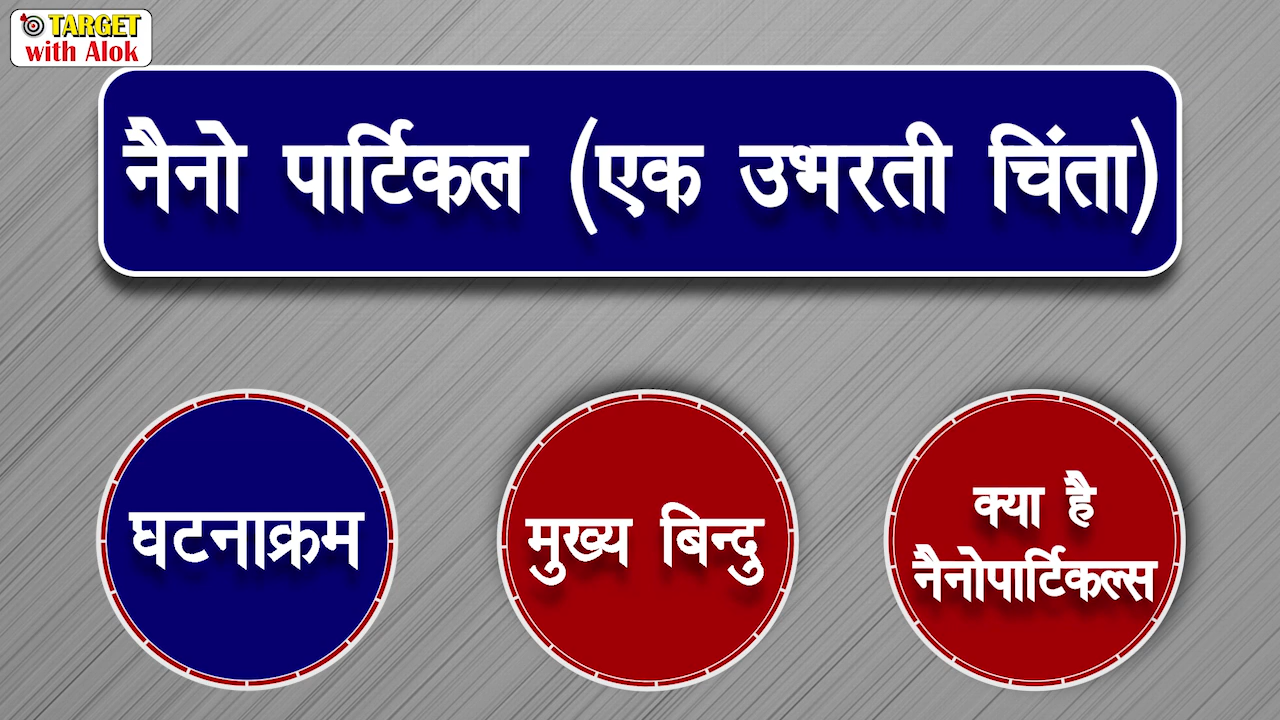 TARGET
with Alok
नैनो पार्टिकल (एक उभरती चिंता)
घटनाक्रम
मुख्य बिन्दु
क्या है
नैनोपार्टिकल्स